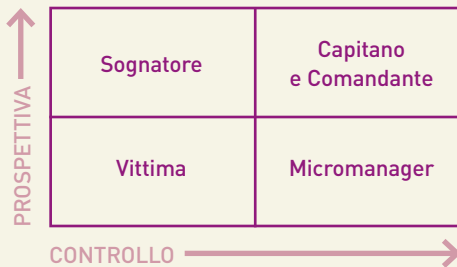 Sognatore
Capitano
e Comandante
Vittima
Micromanager
PROSPETTIVA
CONTROLLO